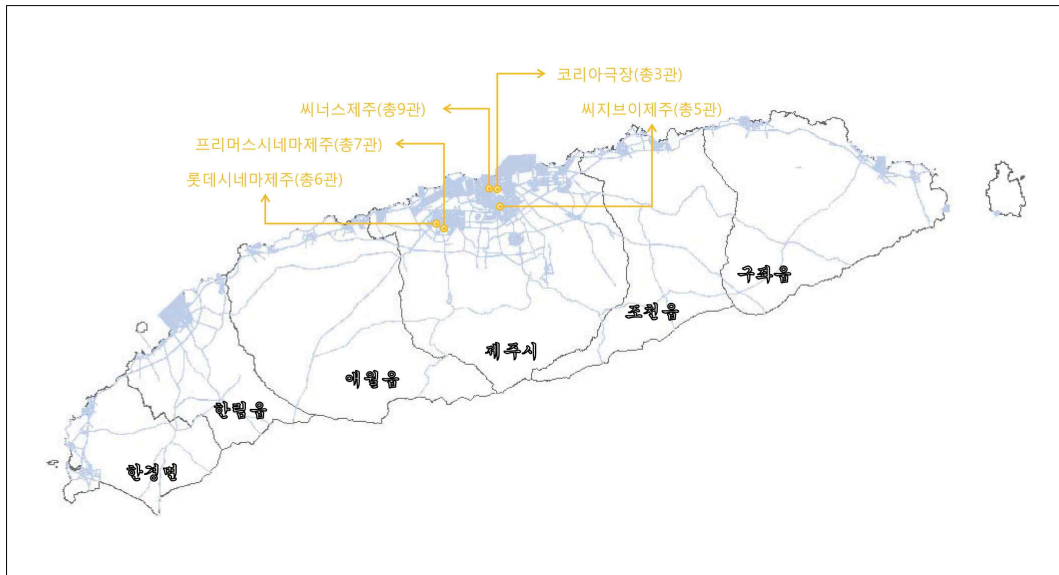 코리아극장(총3관)
씨너스제주(총9관)
씨지브이제주(총5관)
프리머스시네마제주(총7관)
롯데시네마제주(총6관)
구좌읍
조천읍
제주시
애월읍
한림읍
한경면